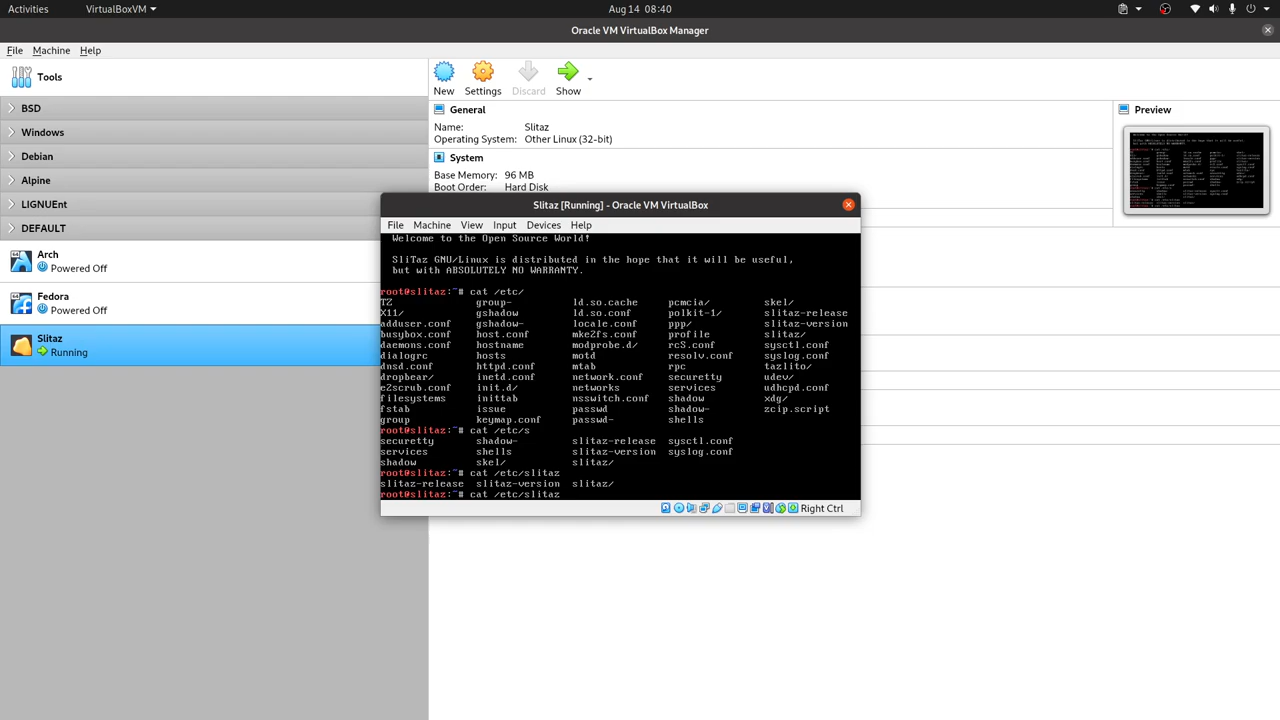 Activities
VirtualBoxVM
Aug 14 08:40
Oracle VM VirtualBox Manager
File Machine Help
Tools
BSD
Windows
Debian
Alpine
LIGNUEnt
DEFAULT
Arch
Powered Off
Fedora
Powered Off
Slitaz
Running
New Settings Discard Show
General
Name: Slitaz
Operating System: Other Linux (32-bit)
System
Base Memory: 96 MB
Boot Order: Hard Disk
Preview
Slitaz [Running] - Oracle VM VirtualBox
File Machine View Input Devices Help
Welcome to the Open Source World!
SliTaz GNU/Linux is distributed in the hope that it will be useful,
but with ABSOLUTELY NO WARRANTY.
root@slitaz:~# cat /etc/
TZ group- ld.so.cache pcmcia/ skel/
X11/ gshadow ld.so.conf polkit-1/ slitaz-release
adduser.conf gshadow- locale.conf ppp/ slitaz-version
busybox.conf host.conf mke2fs.conf profile slitaz/
daemons.conf hostname modprobe.d/ rcS.conf sysctl.conf
dialogrc hosts motd resolv.conf syslog.conf
dnsd.conf httpd.conf mtab rpc tazlito/
dropbear/ inetd.conf network.conf securetty udev/
e2scrub.conf init.d/ networks services udhcpd.conf
filesystems inittab nsswitch.conf shadow xdg/
fstab issue passwd shadow- zcip.script
group keymap.conf passwd- shells
root@slitaz:~# cat /etc/s
securetty shadow- slitaz-release sysctl.conf
services shells slitaz-version syslog.conf
shadow skel/ slitaz/
root@slitaz:~# cat /etc/slitaz
slitaz-release slitaz-version slitaz/
root@slitaz:~# cat /etc/slitaz
Right Ctrl